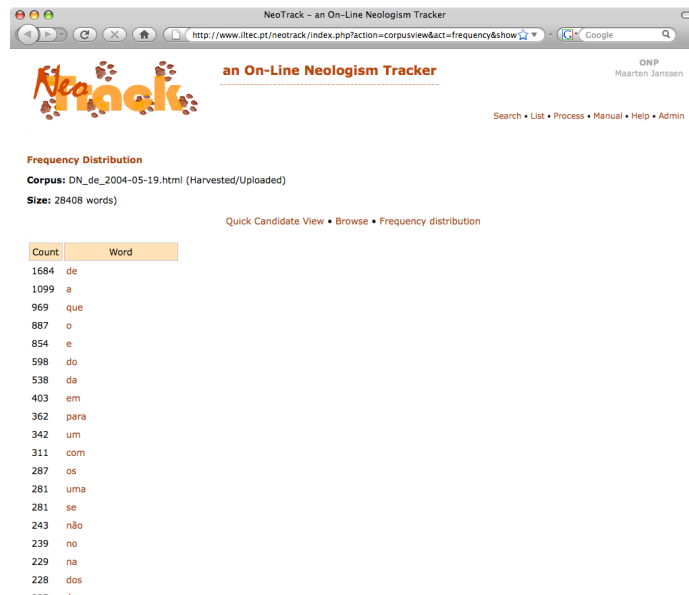 NeoTrack – an On-Line Neologism Tracker
http://www.iltec.pt/neotrack/index.php?action=corpusview&act=frequency&show
Google
NeoTrack
an On-Line Neologism Tracker
ONP
Maarten Janssen
Search • List • Process • Manual • Help • Admin
Frequency Distribution
Corpus: DN_de_2004-05-19.html (Harvested/Uploaded)
Size: 28408 words)
Quick Candidate View • Browse • Frequency distribution
Count Word
1684 de
1099 a
969 que
887 o
854 e
598 do
538 da
403 em
362 para
342 um
311 com
287 os
281 uma
281 se
243 não
239 no
229 na
228 dos